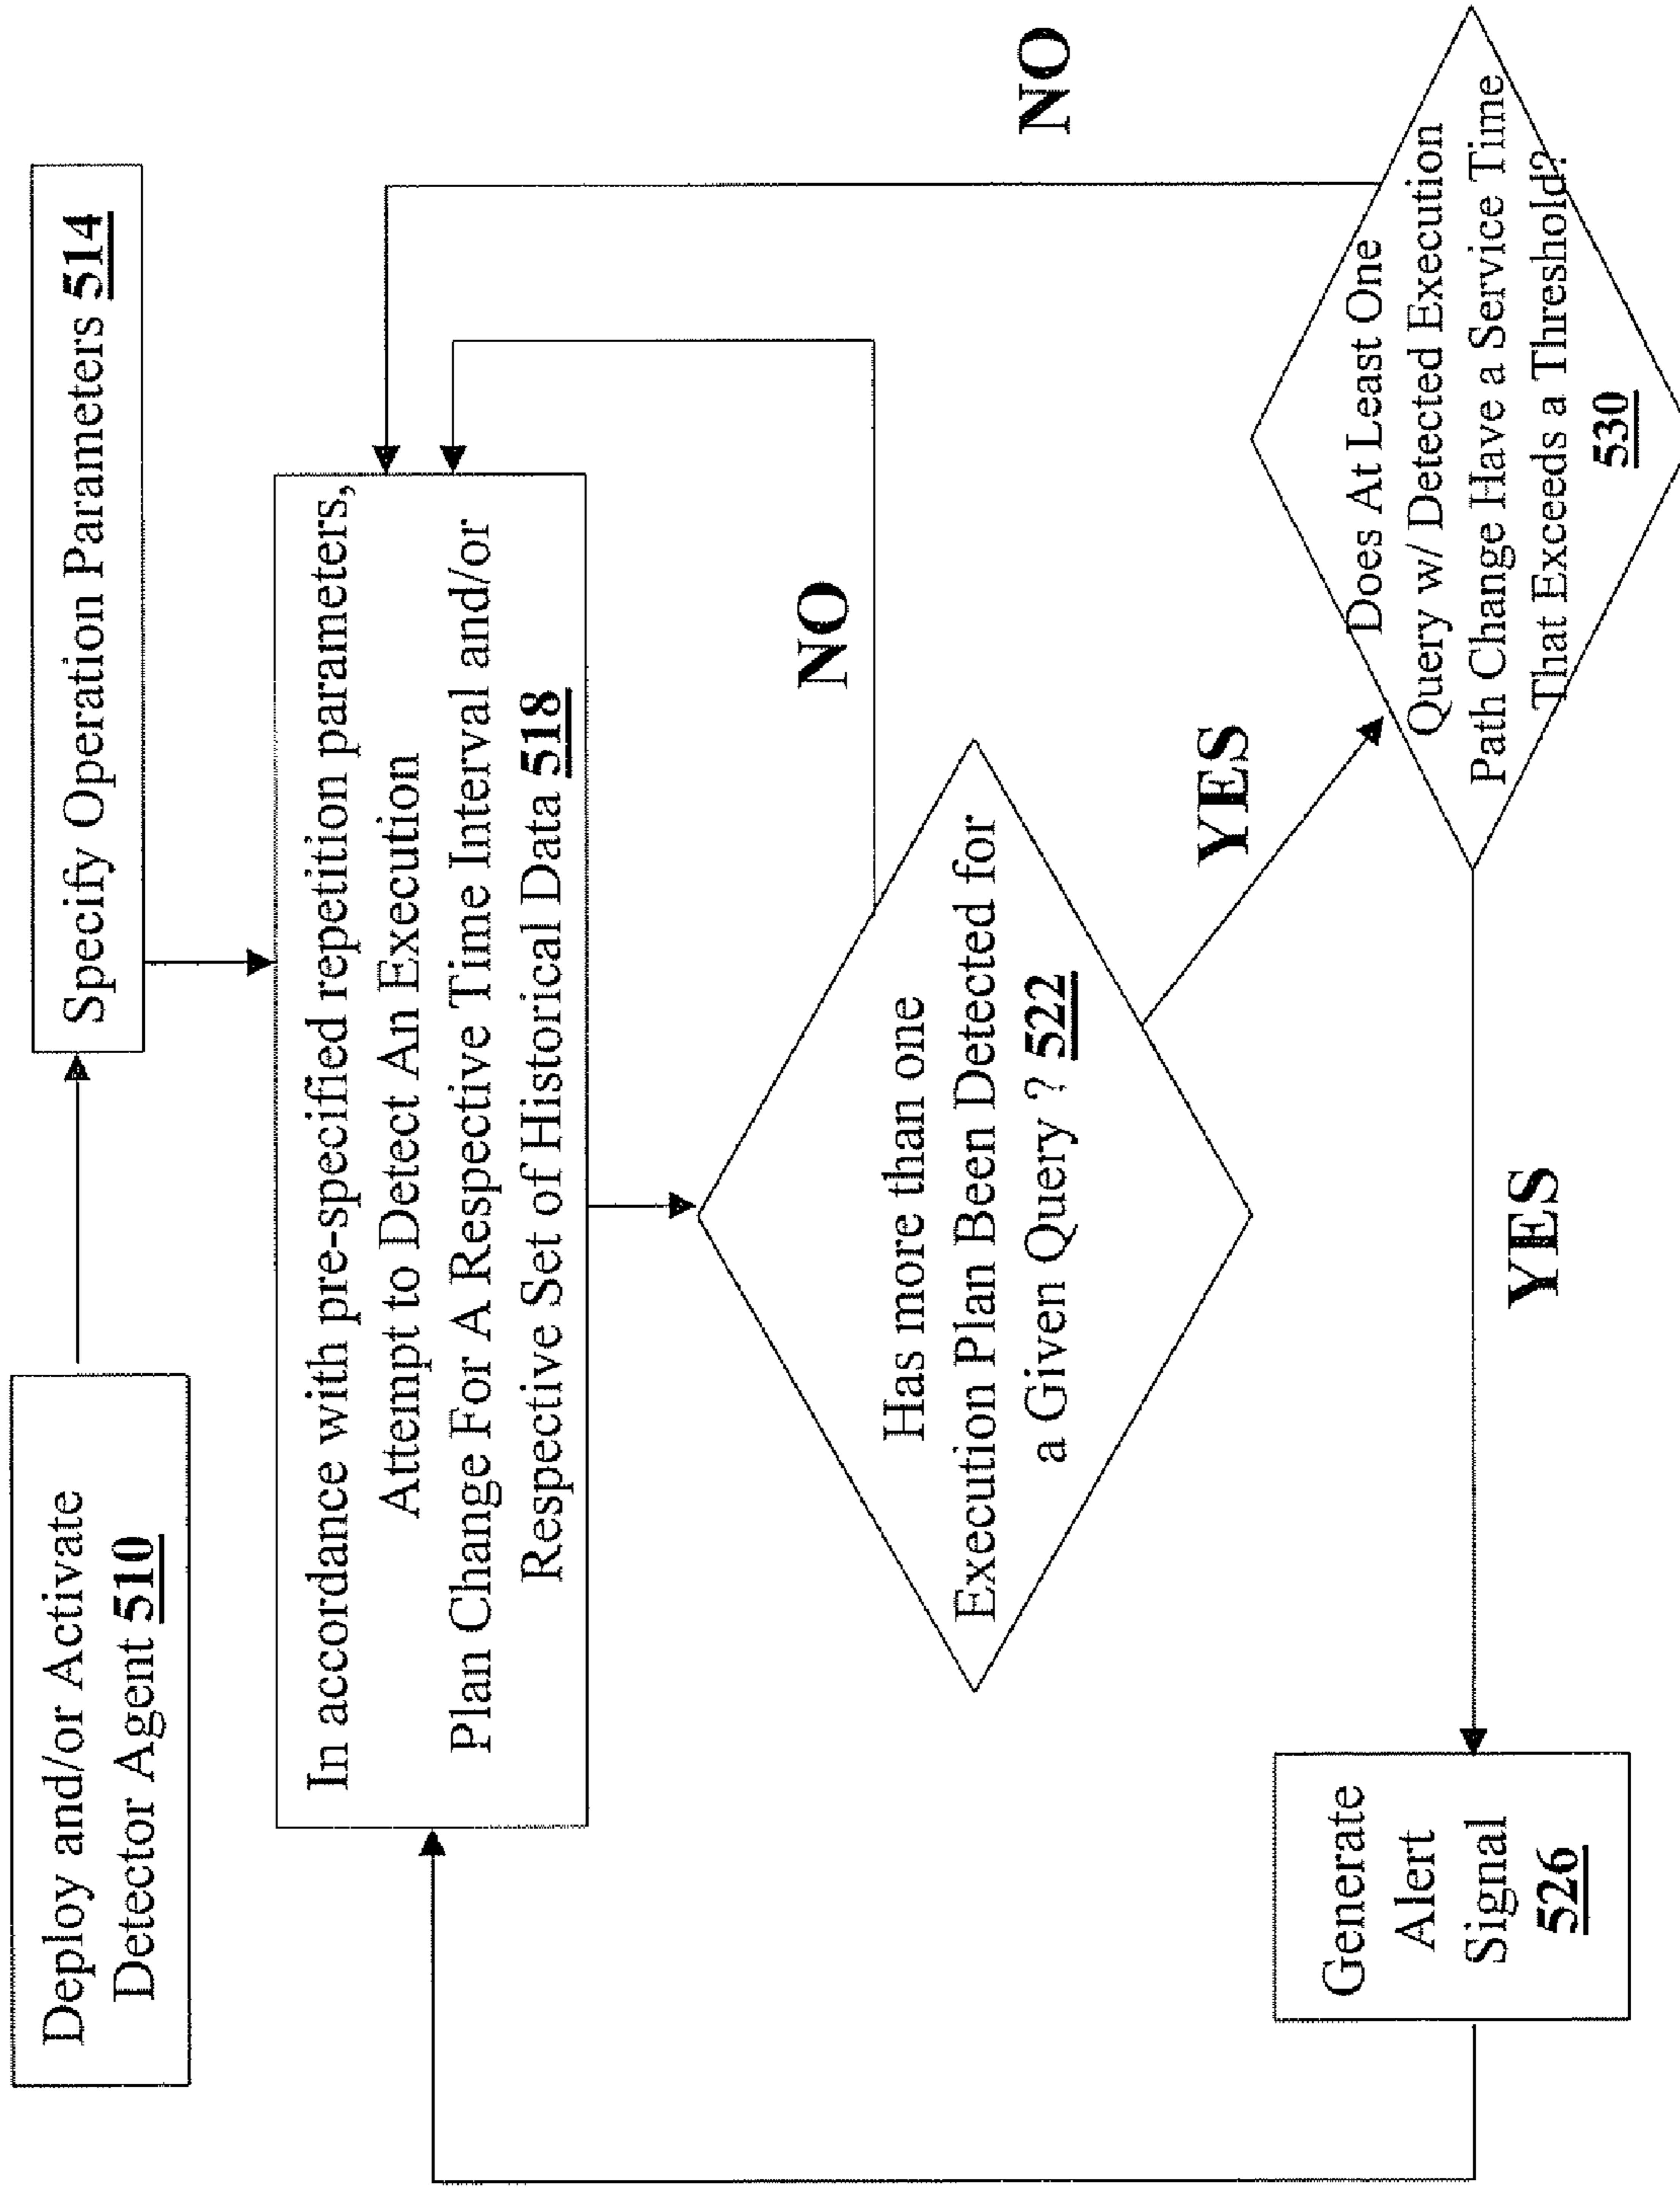 Deploy and/or Activate
Detector Agent 510
Specify Operation Parameters 514
In accordance with pre-specified repetition parameters,
Attempt to Detect An Execution
Plan Change For A Respective Time Interval and/or
Respective Set of Historical Data 518
NO
NO
Has more than one
Execution Plan Been Detected for
a Given Query ? 522
YES
Does At Least One
Query w/ Detected Execution
Path Change Have a Service Time
That Exceeds a Threshold?
530
YES
Generate
Alert
Signal
526